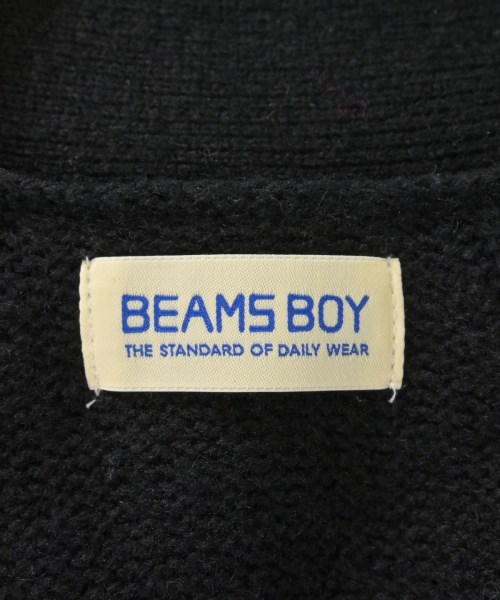 BEAMS BOY
THE STANDARD OF DAILY WEAR